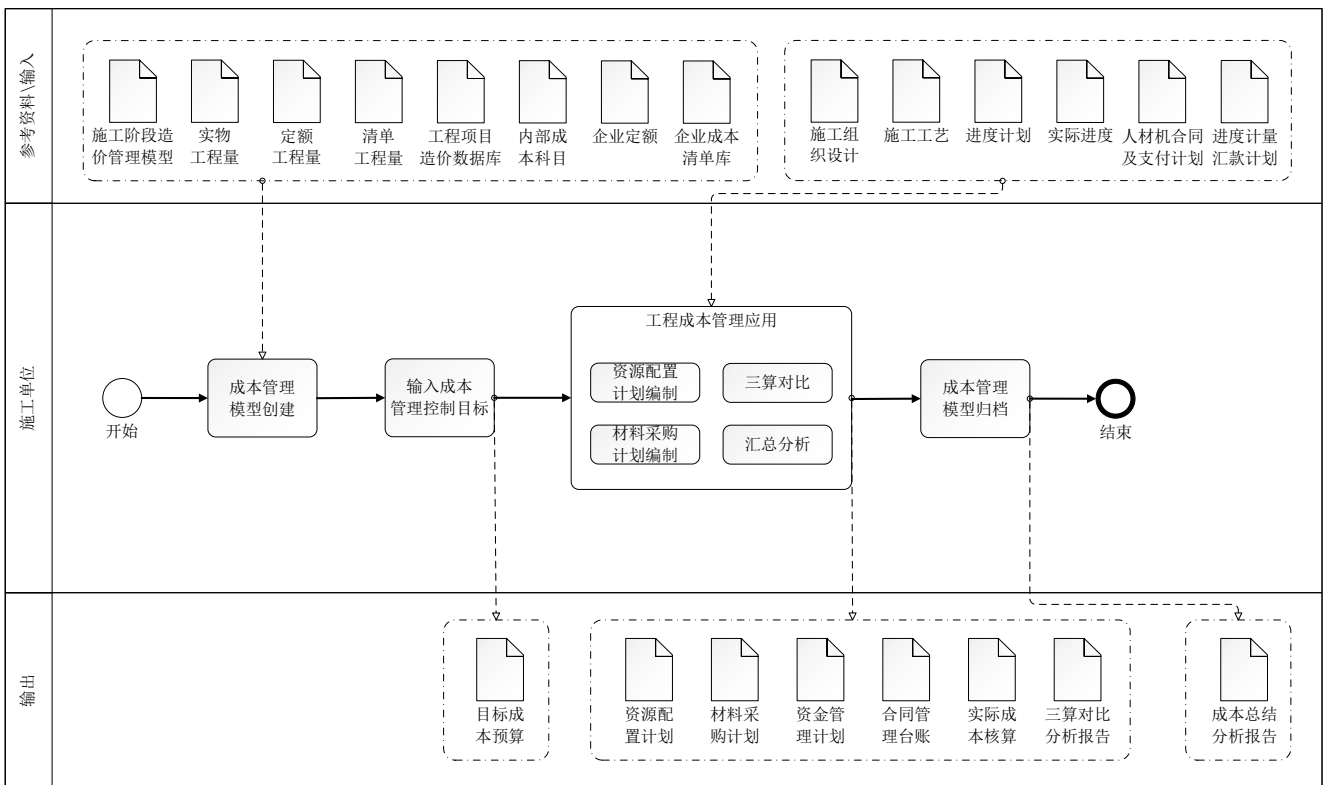 参考资料\输入
施工阶段造
价管理模型
实物
工程量
定额
工程量
清单
工程量
工程项目
造价数据库
内部成
本科目
企业定额
企业成本
清单库
施工组
织设计
施工工艺
进度计划
实际进度
人材机合同
及支付计划
进度计量
汇款计划
施工单位
开始
成本管理
模型创建
输入成本
管理控制目标
工程成本管理应用
资源配置
计划编制
三算对比
材料采购
计划编制
汇总分析
成本管理
模型归档
结束
输出
目标成
本预算
资源配
置计划
材料采
购计划
资金管
理计划
合同管
理台账
实际成
本核算
三算对比
分析报告
成本总结
分析报告